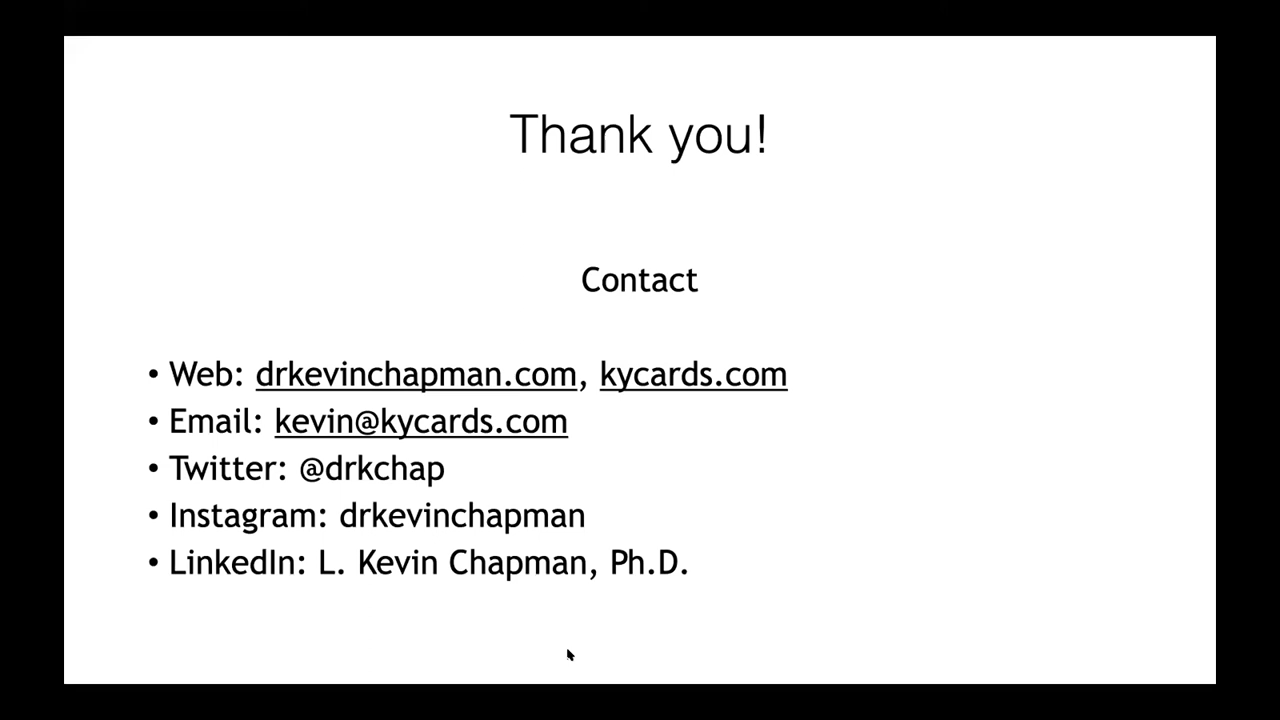 Thank you!
Contact
• Web: drkevinchapman.com, kycards.com
• Email: kevin@kycards.com
• Twitter: @drkchap
• Instagram: drkevinchapman
• LinkedIn: L. Kevin Chapman, Ph.D.